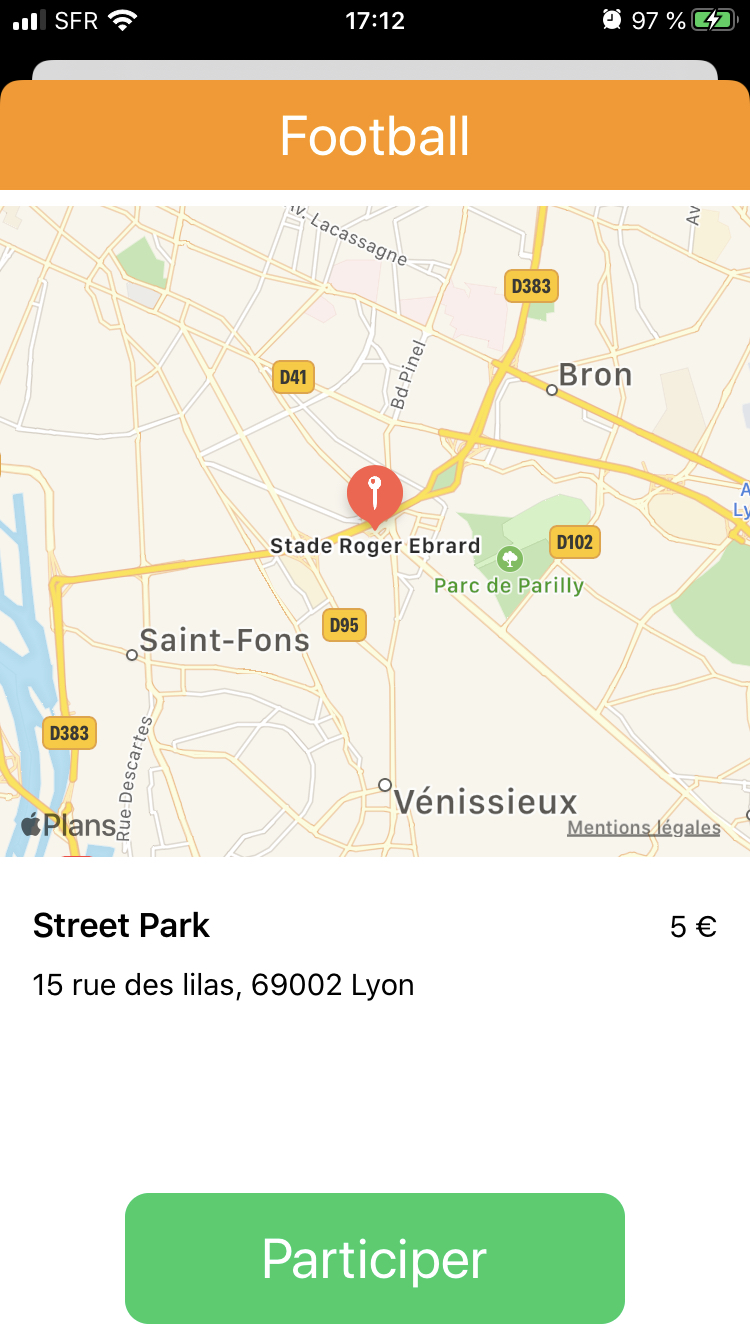 SFR 17:12 97 %
Football
Av. Lacassagne
Av
D383
Bd Pinel
Bron
D41
Stade Roger Ebrard
D102
Parc de Parilly
D95
Saint-Fons
D383
Rue Descartes
Vénissieux
Plans
Mentions légales
Street Park 5 €
15 rue des lilas, 69002 Lyon
Participer